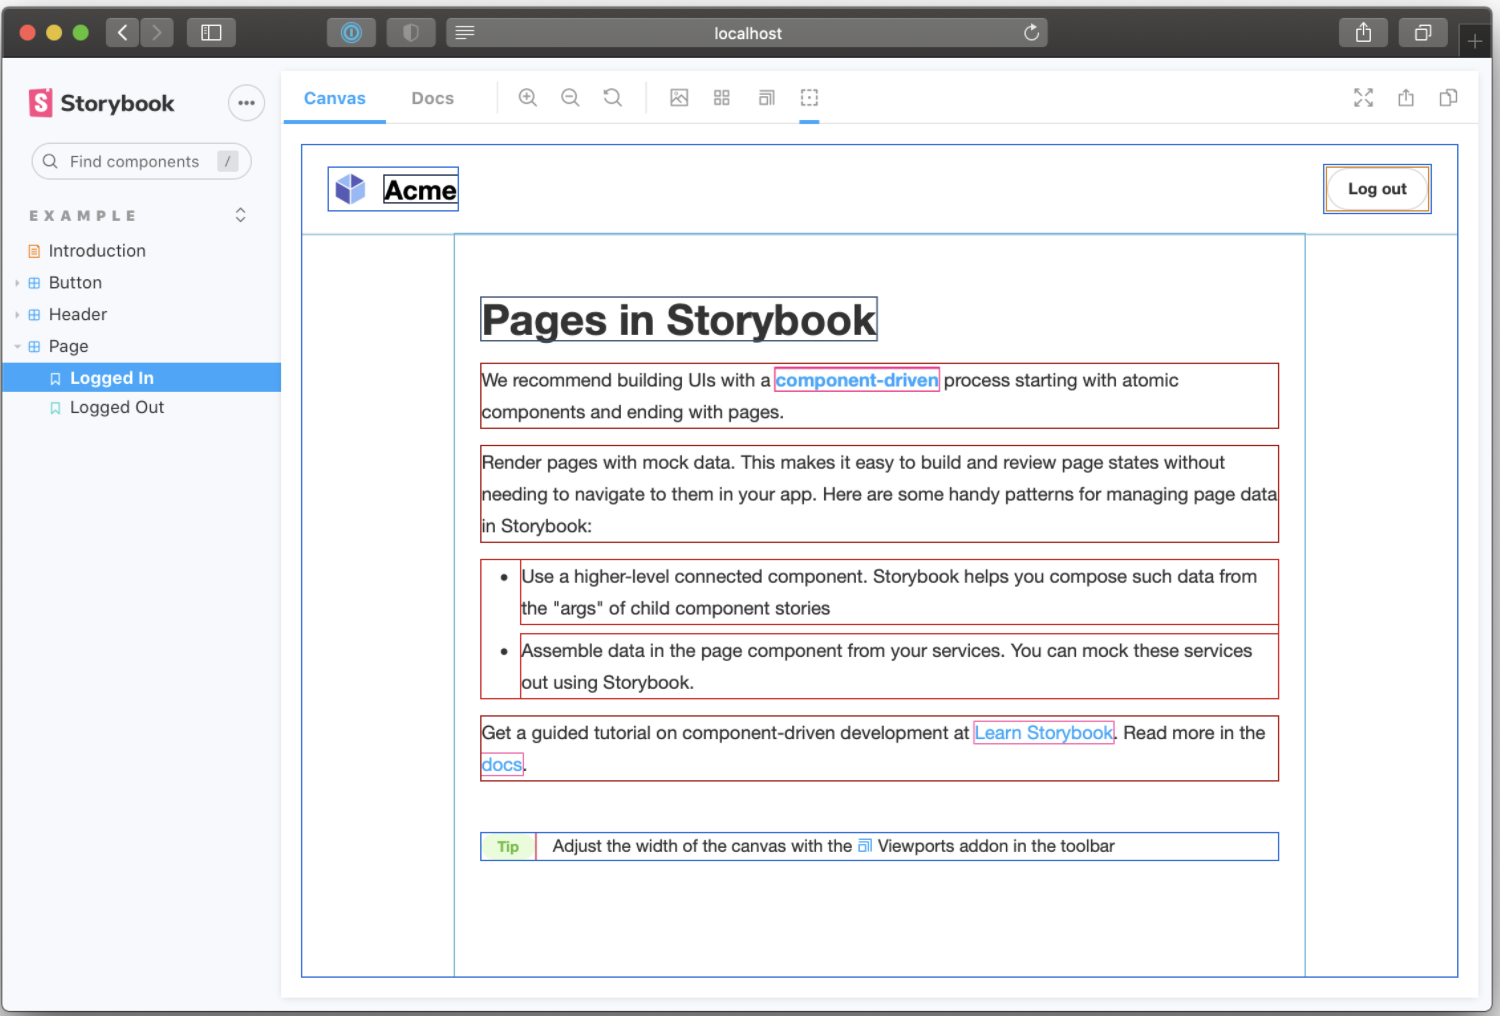 localhost
Storybook
Canvas
Docs
Find components /
EXAMPLE
Introduction
Button
Header
Page
Logged In
Logged Out
Acme
Log out
Pages in Storybook
We recommend building UIs with a component-driven process starting with atomic
components and ending with pages.
Render pages with mock data. This makes it easy to build and review page states without
needing to navigate to them in your app. Here are some handy patterns for managing page data
in Storybook:
• Use a higher-level connected component. Storybook helps you compose such data from
the "args" of child component stories
• Assemble data in the page component from your services. You can mock these services
out using Storybook.
Get a guided tutorial on component-driven development at Learn Storybook. Read more in the
docs.
Tip Adjust the width of the canvas with the Viewports addon in the toolbar